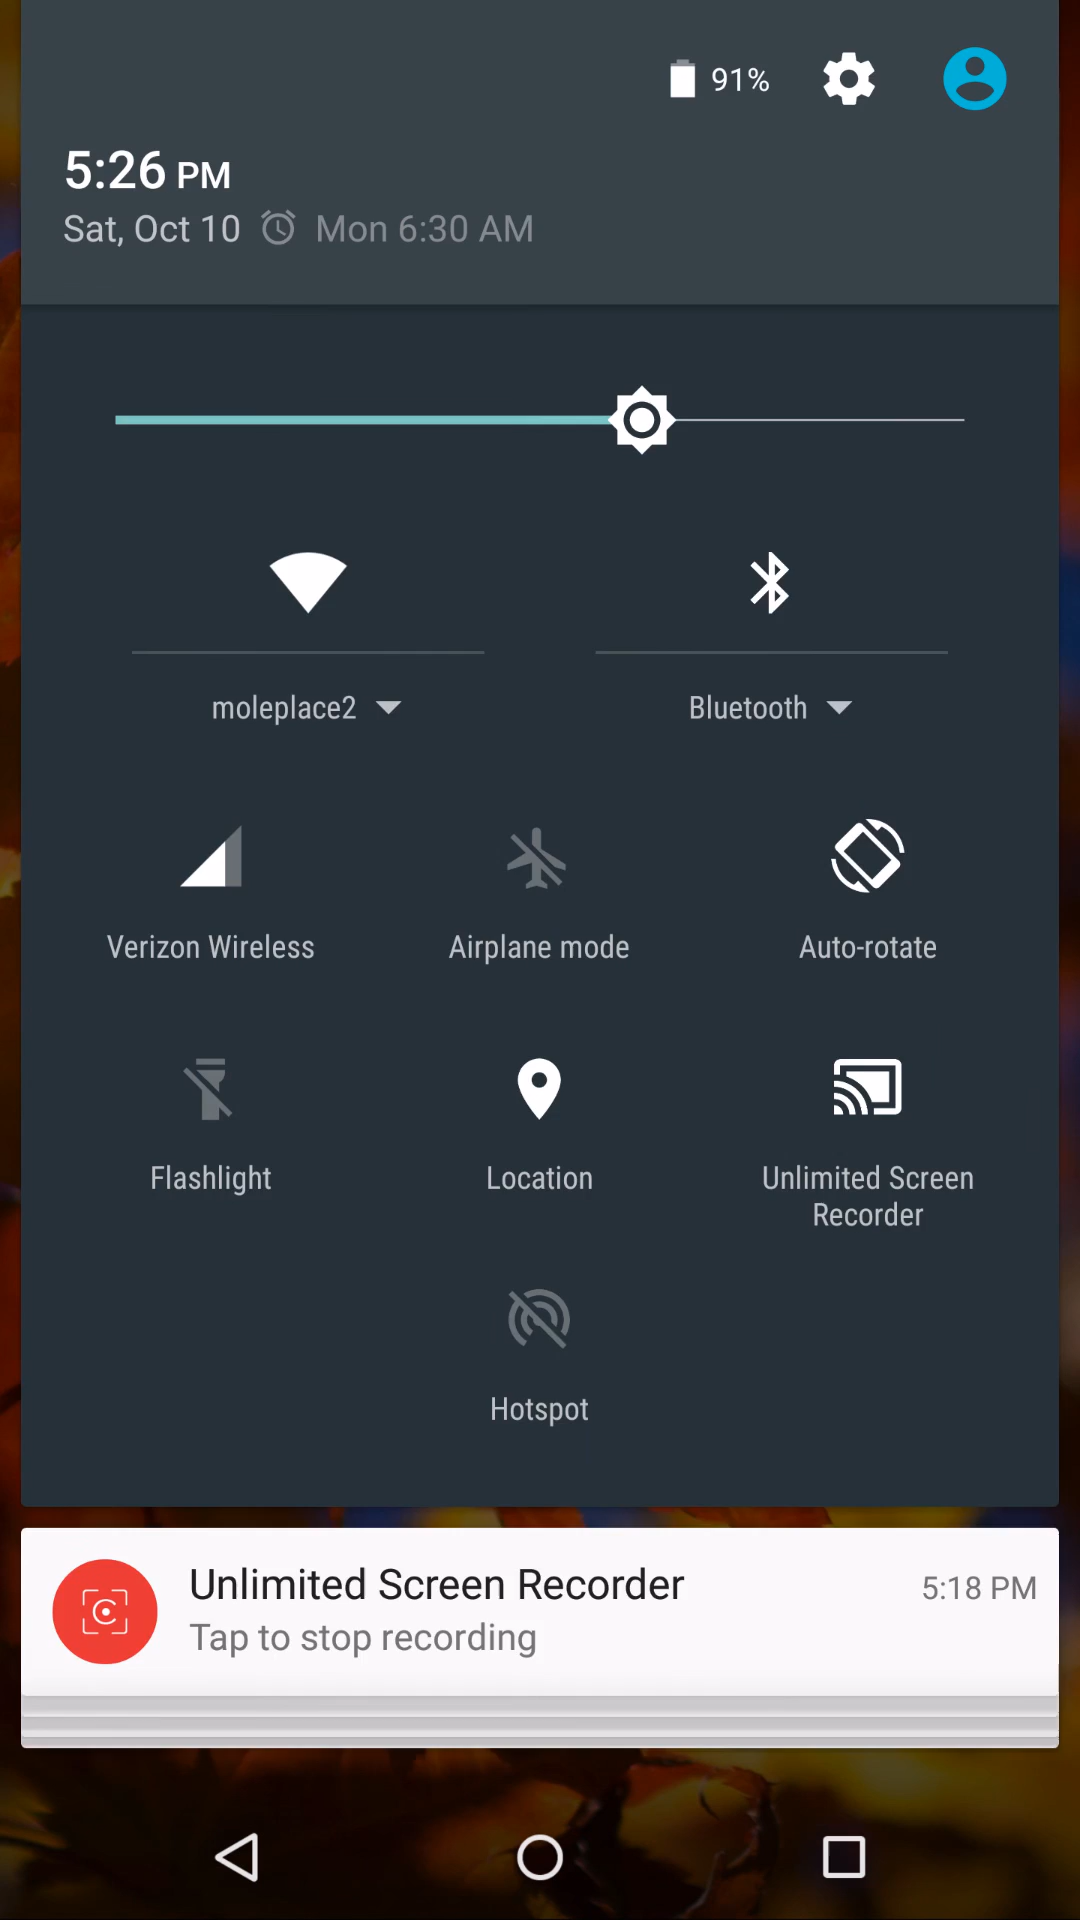 91%
5:26 PM
Sat, Oct 10 Mon 6:30 AM
moleplace2 Bluetooth
Verizon Wireless Airplane mode Auto-rotate
Flashlight Location Unlimited Screen
Recorder
Hotspot
Unlimited Screen Recorder 5:18 PM
Tap to stop recording